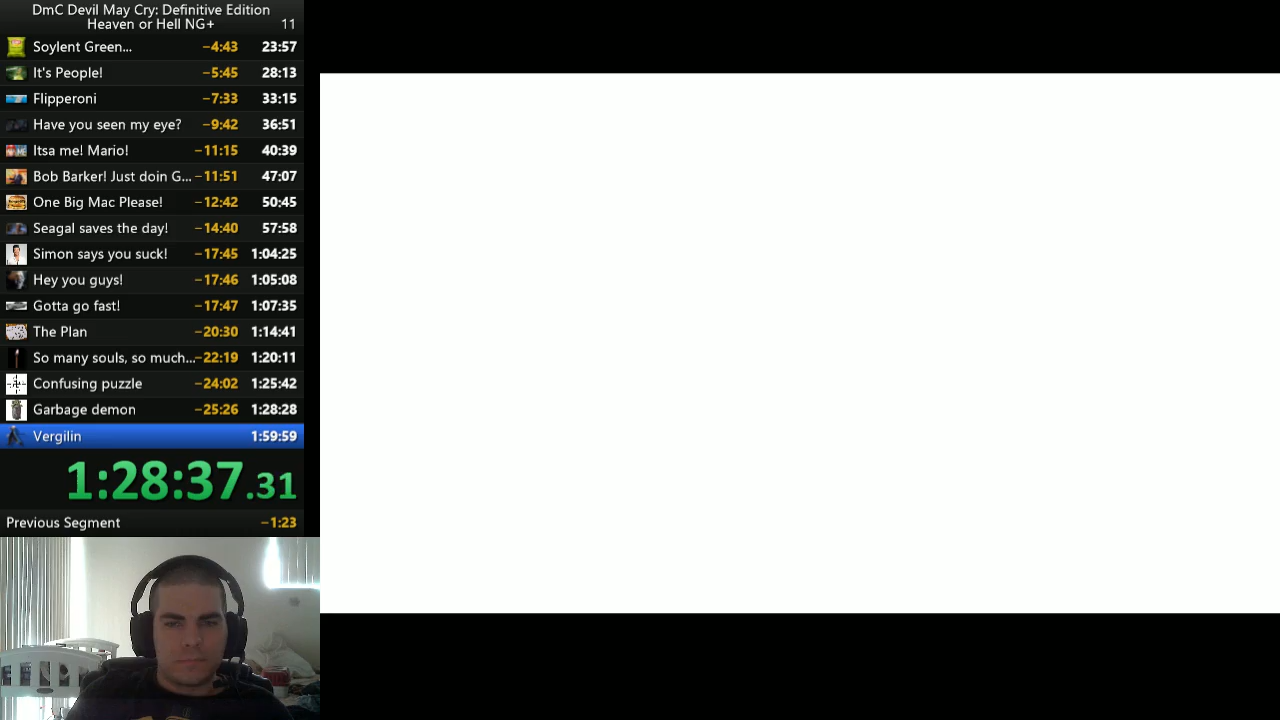 DmC Devil May Cry: Definitive Edition
Heaven or Hell NG+ 11
Soylent Green... −4:43 23:57
It's People! −5:45 28:13
Flipperoni −7:33 33:15
Have you seen my eye? −9:42 36:51
Itsa me! Mario! −11:15 40:39
Bob Barker! Just doin G... −11:51 47:07
One Big Mac Please! −12:42 50:45
Seagal saves the day! −14:40 57:58
Simon says you suck! −17:45 1:04:25
Hey you guys! −17:46 1:05:08
Gotta go fast! −17:47 1:07:35
The Plan −20:30 1:14:41
So many souls, so much... −22:19 1:20:11
Confusing puzzle −24:02 1:25:42
Garbage demon −25:26 1:28:28
Vergilin 1:59:59
1:28:37.31
Previous Segment −1:23